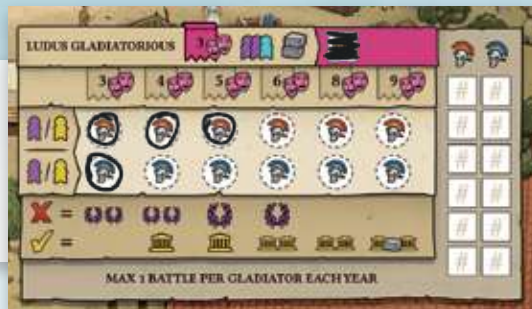 LUDUS GLADIATORIOUS 3
3 4 5 6 8 9
/
/
X =
✓ =
MAX 1 BATTLE PER GLADIATOR EACH YEAR
# #
# #
# #
# #
# #
# #
# #